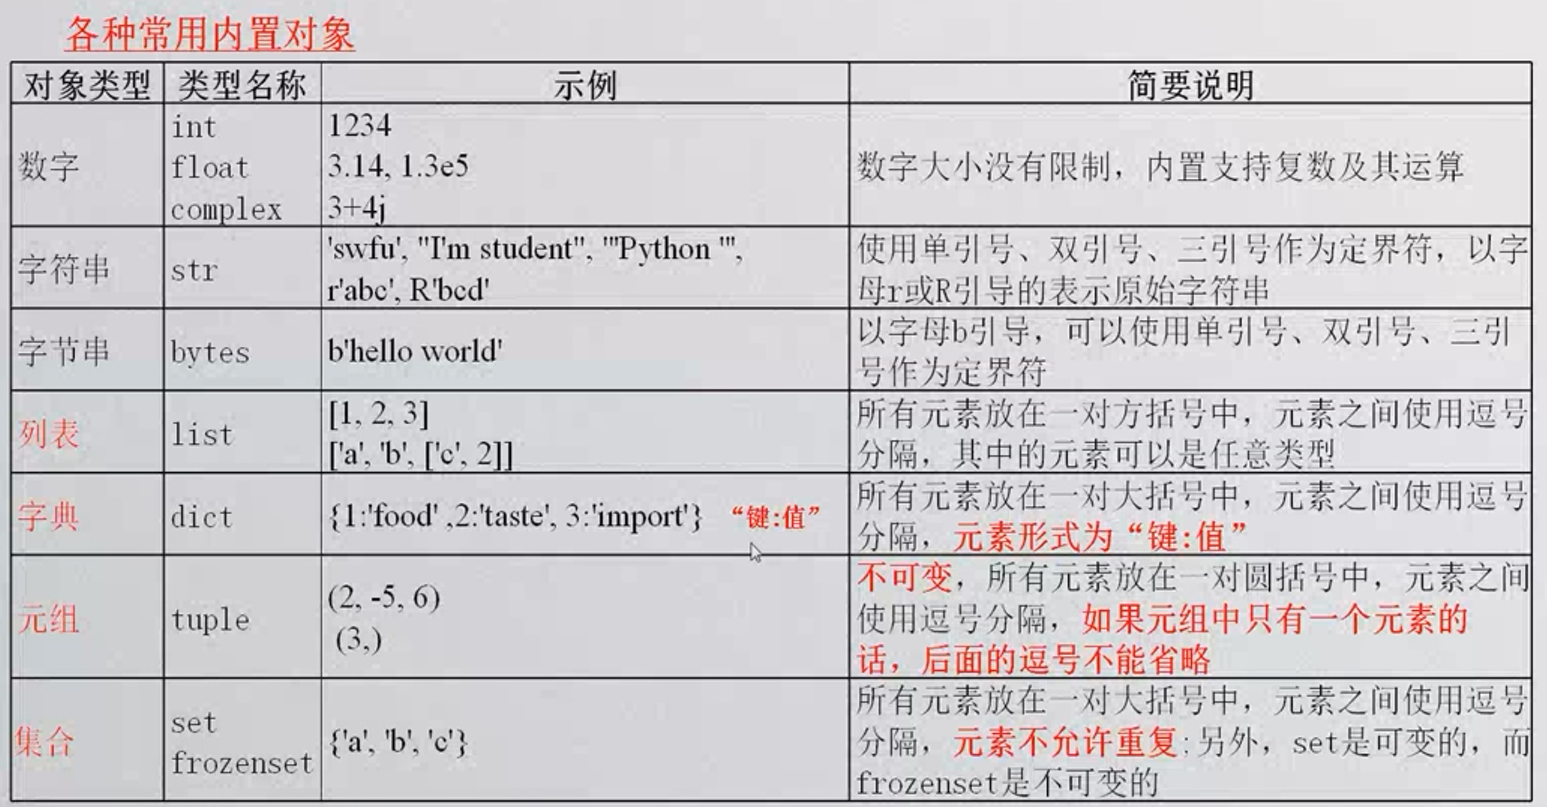 各种常用内置对象
对象类型 类型名称 示例 简要说明
数字
int
float
complex
1234
3.14, 1.3e5
3+4j
数字大小没有限制，内置支持复数及其运算
字符串
str
'swfu', "I'm student", '''Python ''',
r'abc', R'bcd'
使用单引号、双引号、三引号作为定界符，以字
母r或R引导的表示原始字符串
字节串
bytes
b'hello world'
以字母b引导，可以使用单引号、双引号、三引
号作为定界符
列表
list
[1, 2, 3]
['a', 'b', ['c', 2]]
所有元素放在一对方括号中，元素之间使用逗号
分隔，其中的元素可以是任意类型
字典
dict
{1:'food' ,2:'taste', 3:'import'} “键:值”
所有元素放在一对大括号中，元素之间使用逗号
分隔，元素形式为“键:值”
元组
tuple
(2, -5, 6)
(3,)
不可变，所有元素放在一对圆括号中，元素之间
使用逗号分隔，如果元组中只有一个元素的
话，后面的逗号不能省略
集合
set
frozenset
{'a', 'b', 'c'}
所有元素放在一对大括号中，元素之间使用逗号
分隔，元素不允许重复;另外，set是可变的，而
frozenset是不可变的